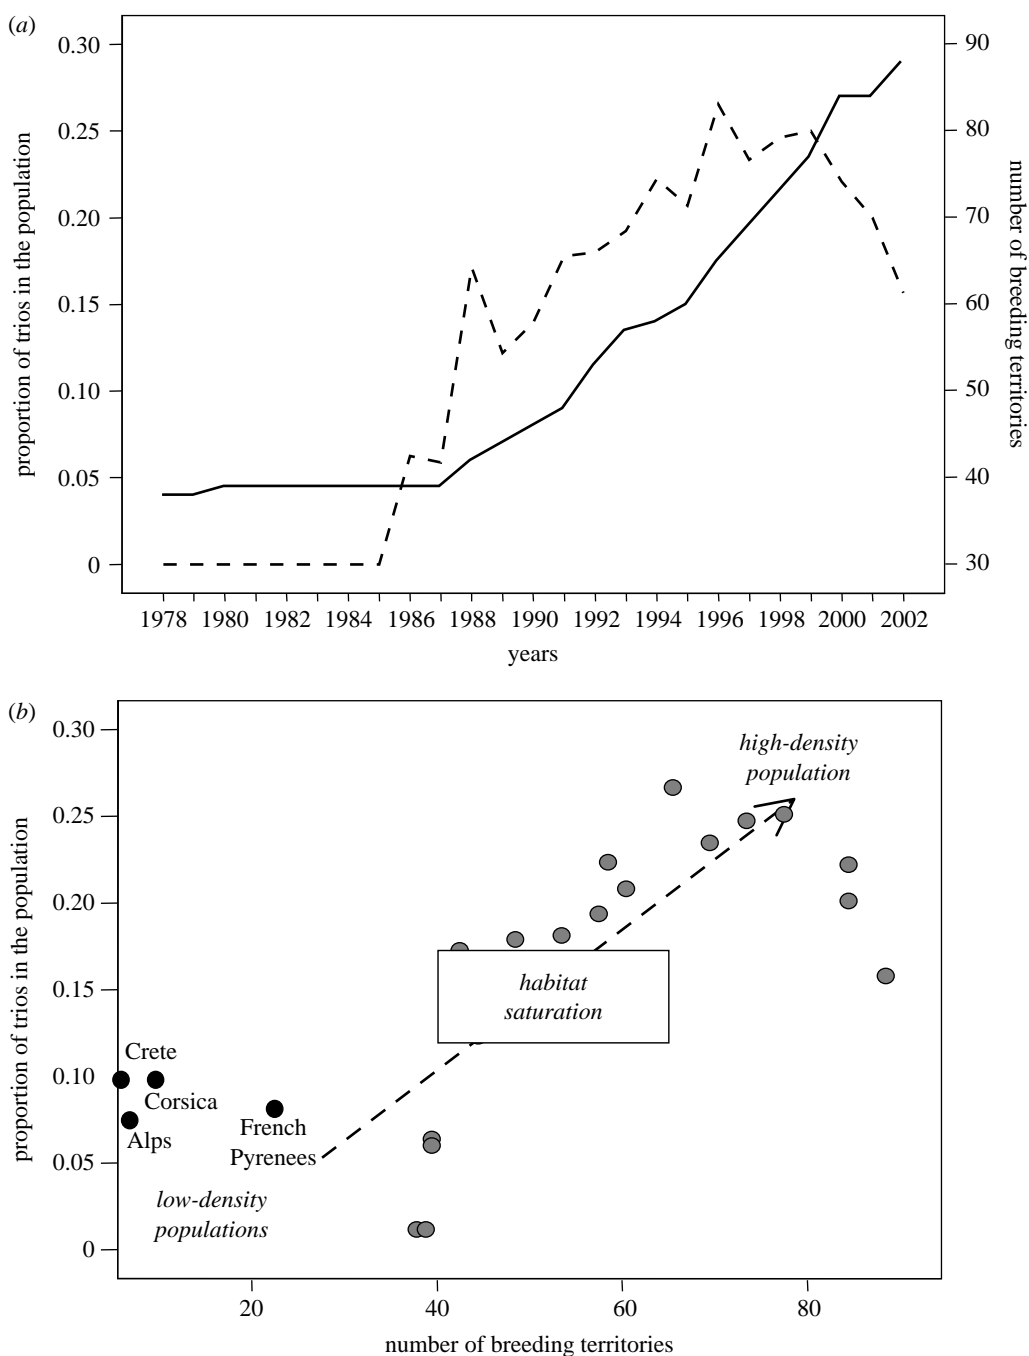 (a)
0.30
0.25
0.20
0.15
0.10
0.05
0
proportion of trios in the population
90
80
70
60
50
40
30
number of breeding
territories
1978 1980 1982 1984 1986 1988 1990 1992 1994 1996 1998 2000 2002
years
(b)
0.30
0.25
0.20
0.15
0.10
0.05
0
proportion of trios in the population
high-density
population
habitat
saturation
Crete
Corsica
Alps
French
Pyrenees
low-density
populations
20 40 60 80
number of breeding territories